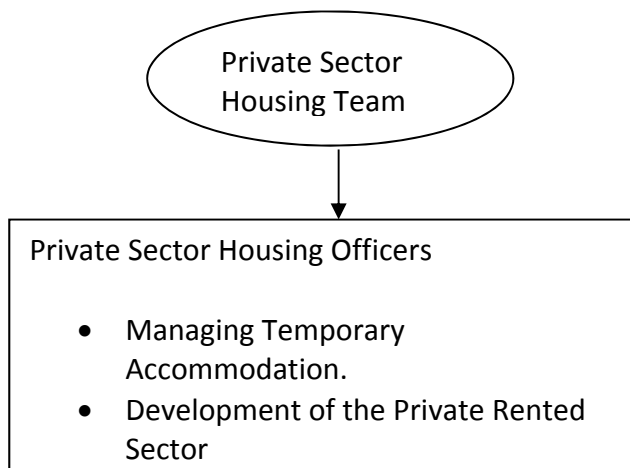 Private Sector
Housing Team
Private Sector Housing Officers
• Managing Temporary
Accommodation.
• Development of the Private Rented
Sector